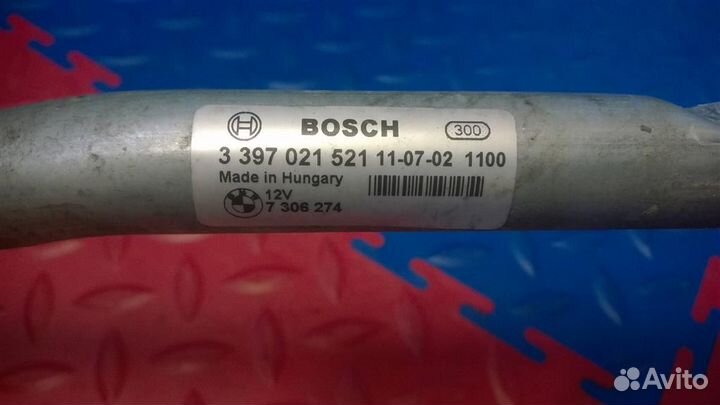 BOSCH 300
3 397 021 521 11-07-02 1100
Made in Hungary
12V
7 306 274
Avito